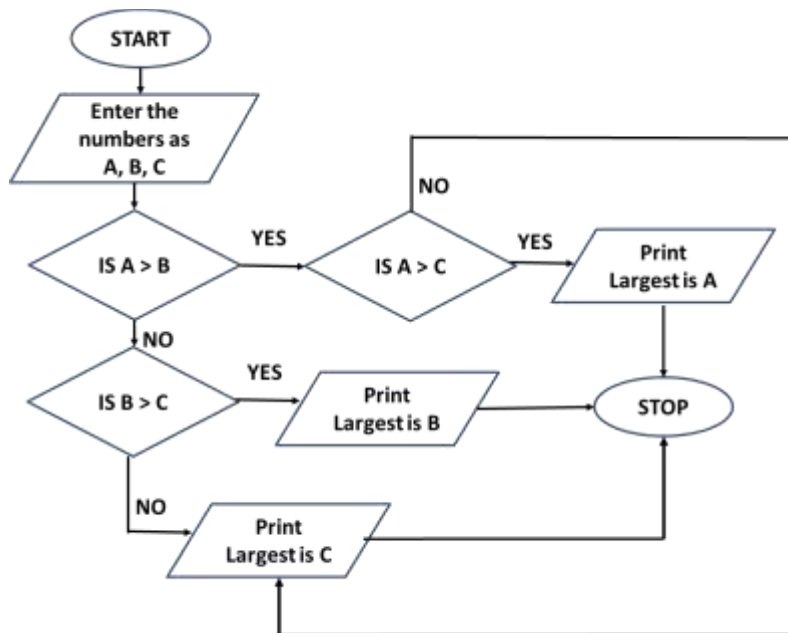 START
Enter the
numbers as
A, B, C
NO
IS A > B
YES
IS A > C
YES
Print
Largest is A
NO
IS B > C
YES
Print
Largest is B
STOP
NO
Print
Largest is C